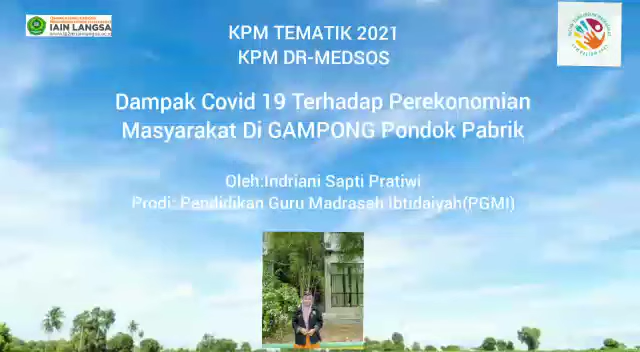 IAIN LANGSA
KPM TEMATIK 2021
KPM DR-MEDSOS
Dampak Covid 19 Terhadap Perekonomian
Masyarakat Di GAMPONG Pondok Pabrik
Oleh:Indriani Sapti Pratiwi
Prodi: Pendidikan Guru Madrasah Ibtidaiyah(PGMI)